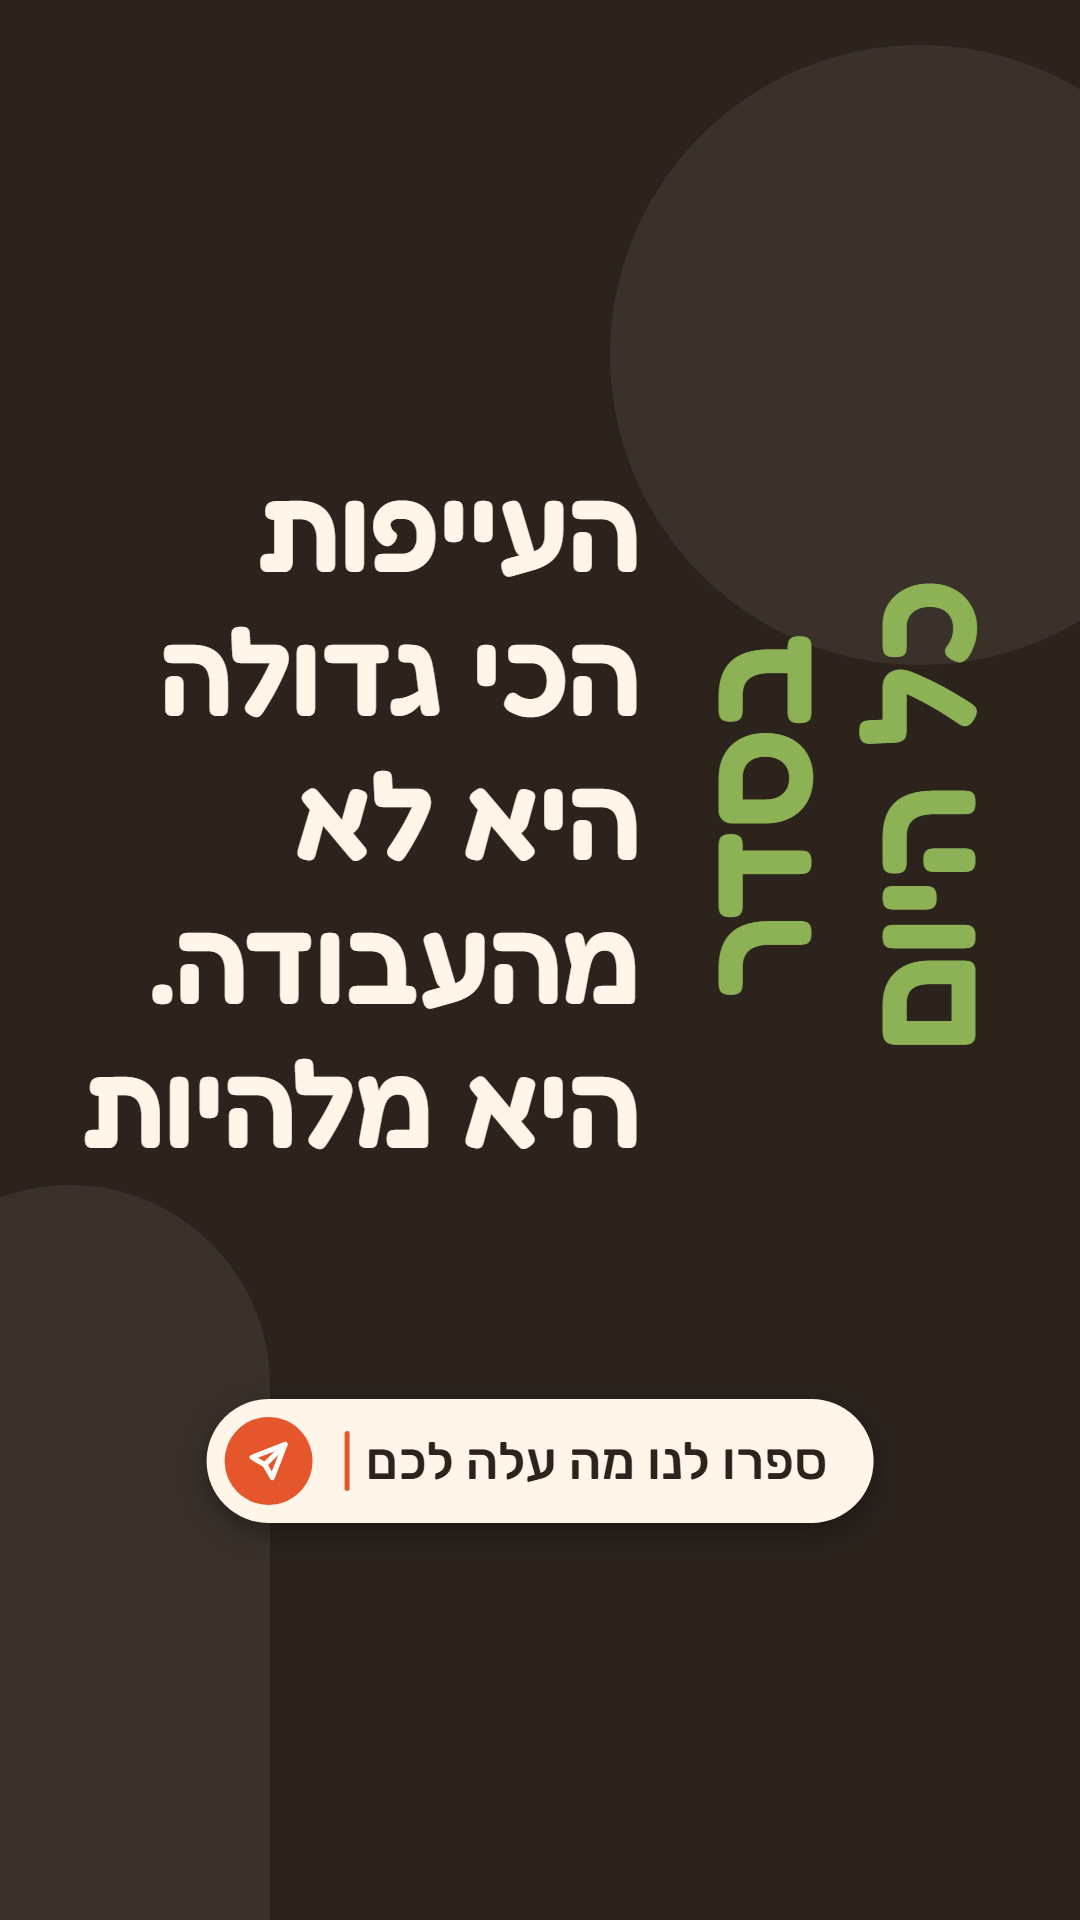 העייפות
הכי גדולה
היא לא
מהעבודה.
היא מלהיות
בסדר
כל היום
ספרו לנו מה עלה לכם